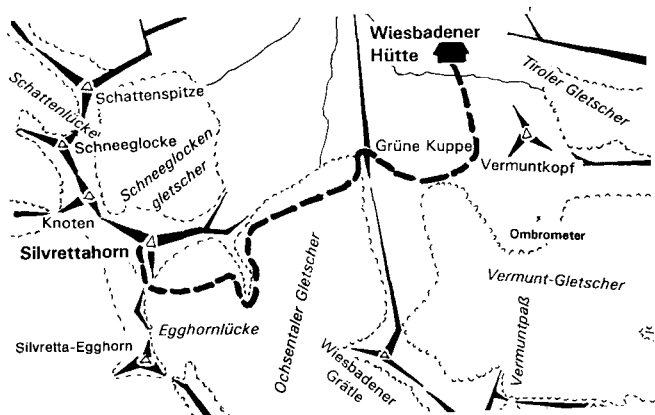 Wiesbadener
Hütte
Tiroler Gletscher
Schattenlücke
Schattenspitze
Schneeglocke
Schneeglocken
gletscher
Grüne Kuppe
Vermuntkopf
Knoten
Ombrometer
Silvrettahorn
Vermunt-Gletscher
Ochsentaler Gletscher
Egghornlücke
Vermuntpaß
Silvretta-Egghorn
Wiesbadener
Grätle